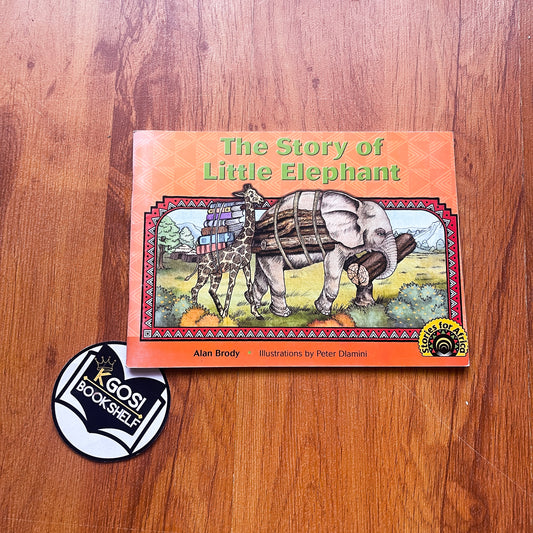 The Story of
Little Elephant
Stories for Africa
Alan Brody • Illustrations by Peter Dlamini
KGOSI
BOOKSHELF